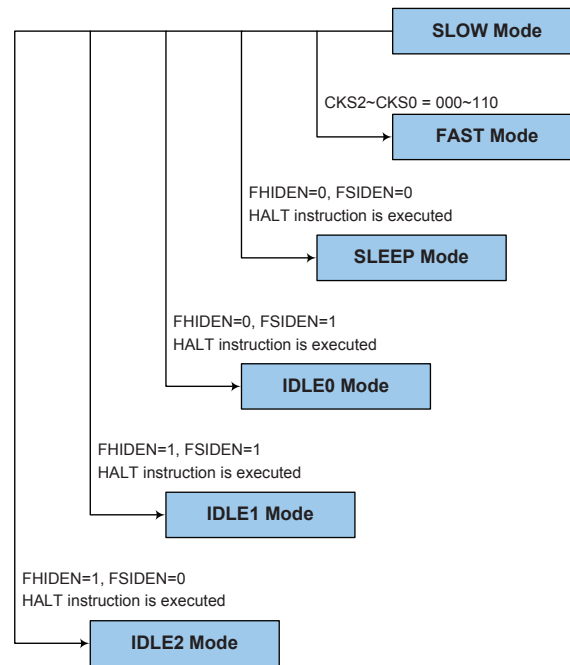 SLOW Mode
CKS2~CKS0 = 000~110
FAST Mode
FHIDEN=0, FSIDEN=0
HALT instruction is executed
SLEEP Mode
FHIDEN=0, FSIDEN=1
HALT instruction is executed
IDLE0 Mode
FHIDEN=1, FSIDEN=1
HALT instruction is executed
IDLE1 Mode
FHIDEN=1, FSIDEN=0
HALT instruction is executed
IDLE2 Mode